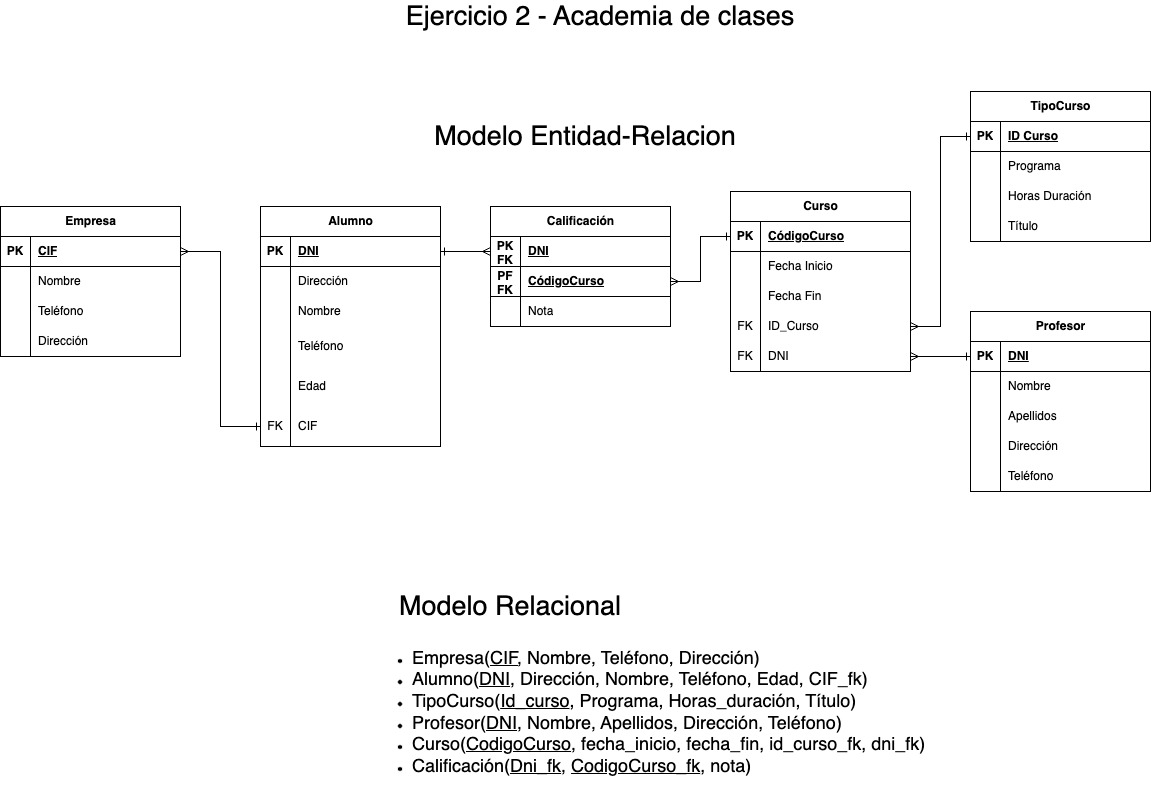 Ejercicio 2 - Academia de clases
Modelo Entidad-Relacion
Empresa
PK CIF
Nombre
Teléfono
Dirección
Alumno
PK DNI
Dirección
Nombre
Teléfono
Edad
FK CIF
Calificación
PK
FK DNI
PF
FK CódigoCurso
Nota
Curso
PK CódigoCurso
Fecha Inicio
Fecha Fin
FK ID_Curso
FK DNI
TipoCurso
PK ID Curso
Programa
Horas Duración
Título
Profesor
PK DNI
Nombre
Apellidos
Dirección
Teléfono
Modelo Relacional
• Empresa(CIF, Nombre, Teléfono, Dirección)
• Alumno(DNI, Dirección, Nombre, Teléfono, Edad, CIF_fk)
• TipoCurso(Id_curso, Programa, Horas_duración, Título)
• Profesor(DNI, Nombre, Apellidos, Dirección, Teléfono)
• Curso(CodigoCurso, fecha_inicio, fecha_fin, id_curso_fk, dni_fk)
• Calificación(Dni_fk, CodigoCurso_fk, nota)